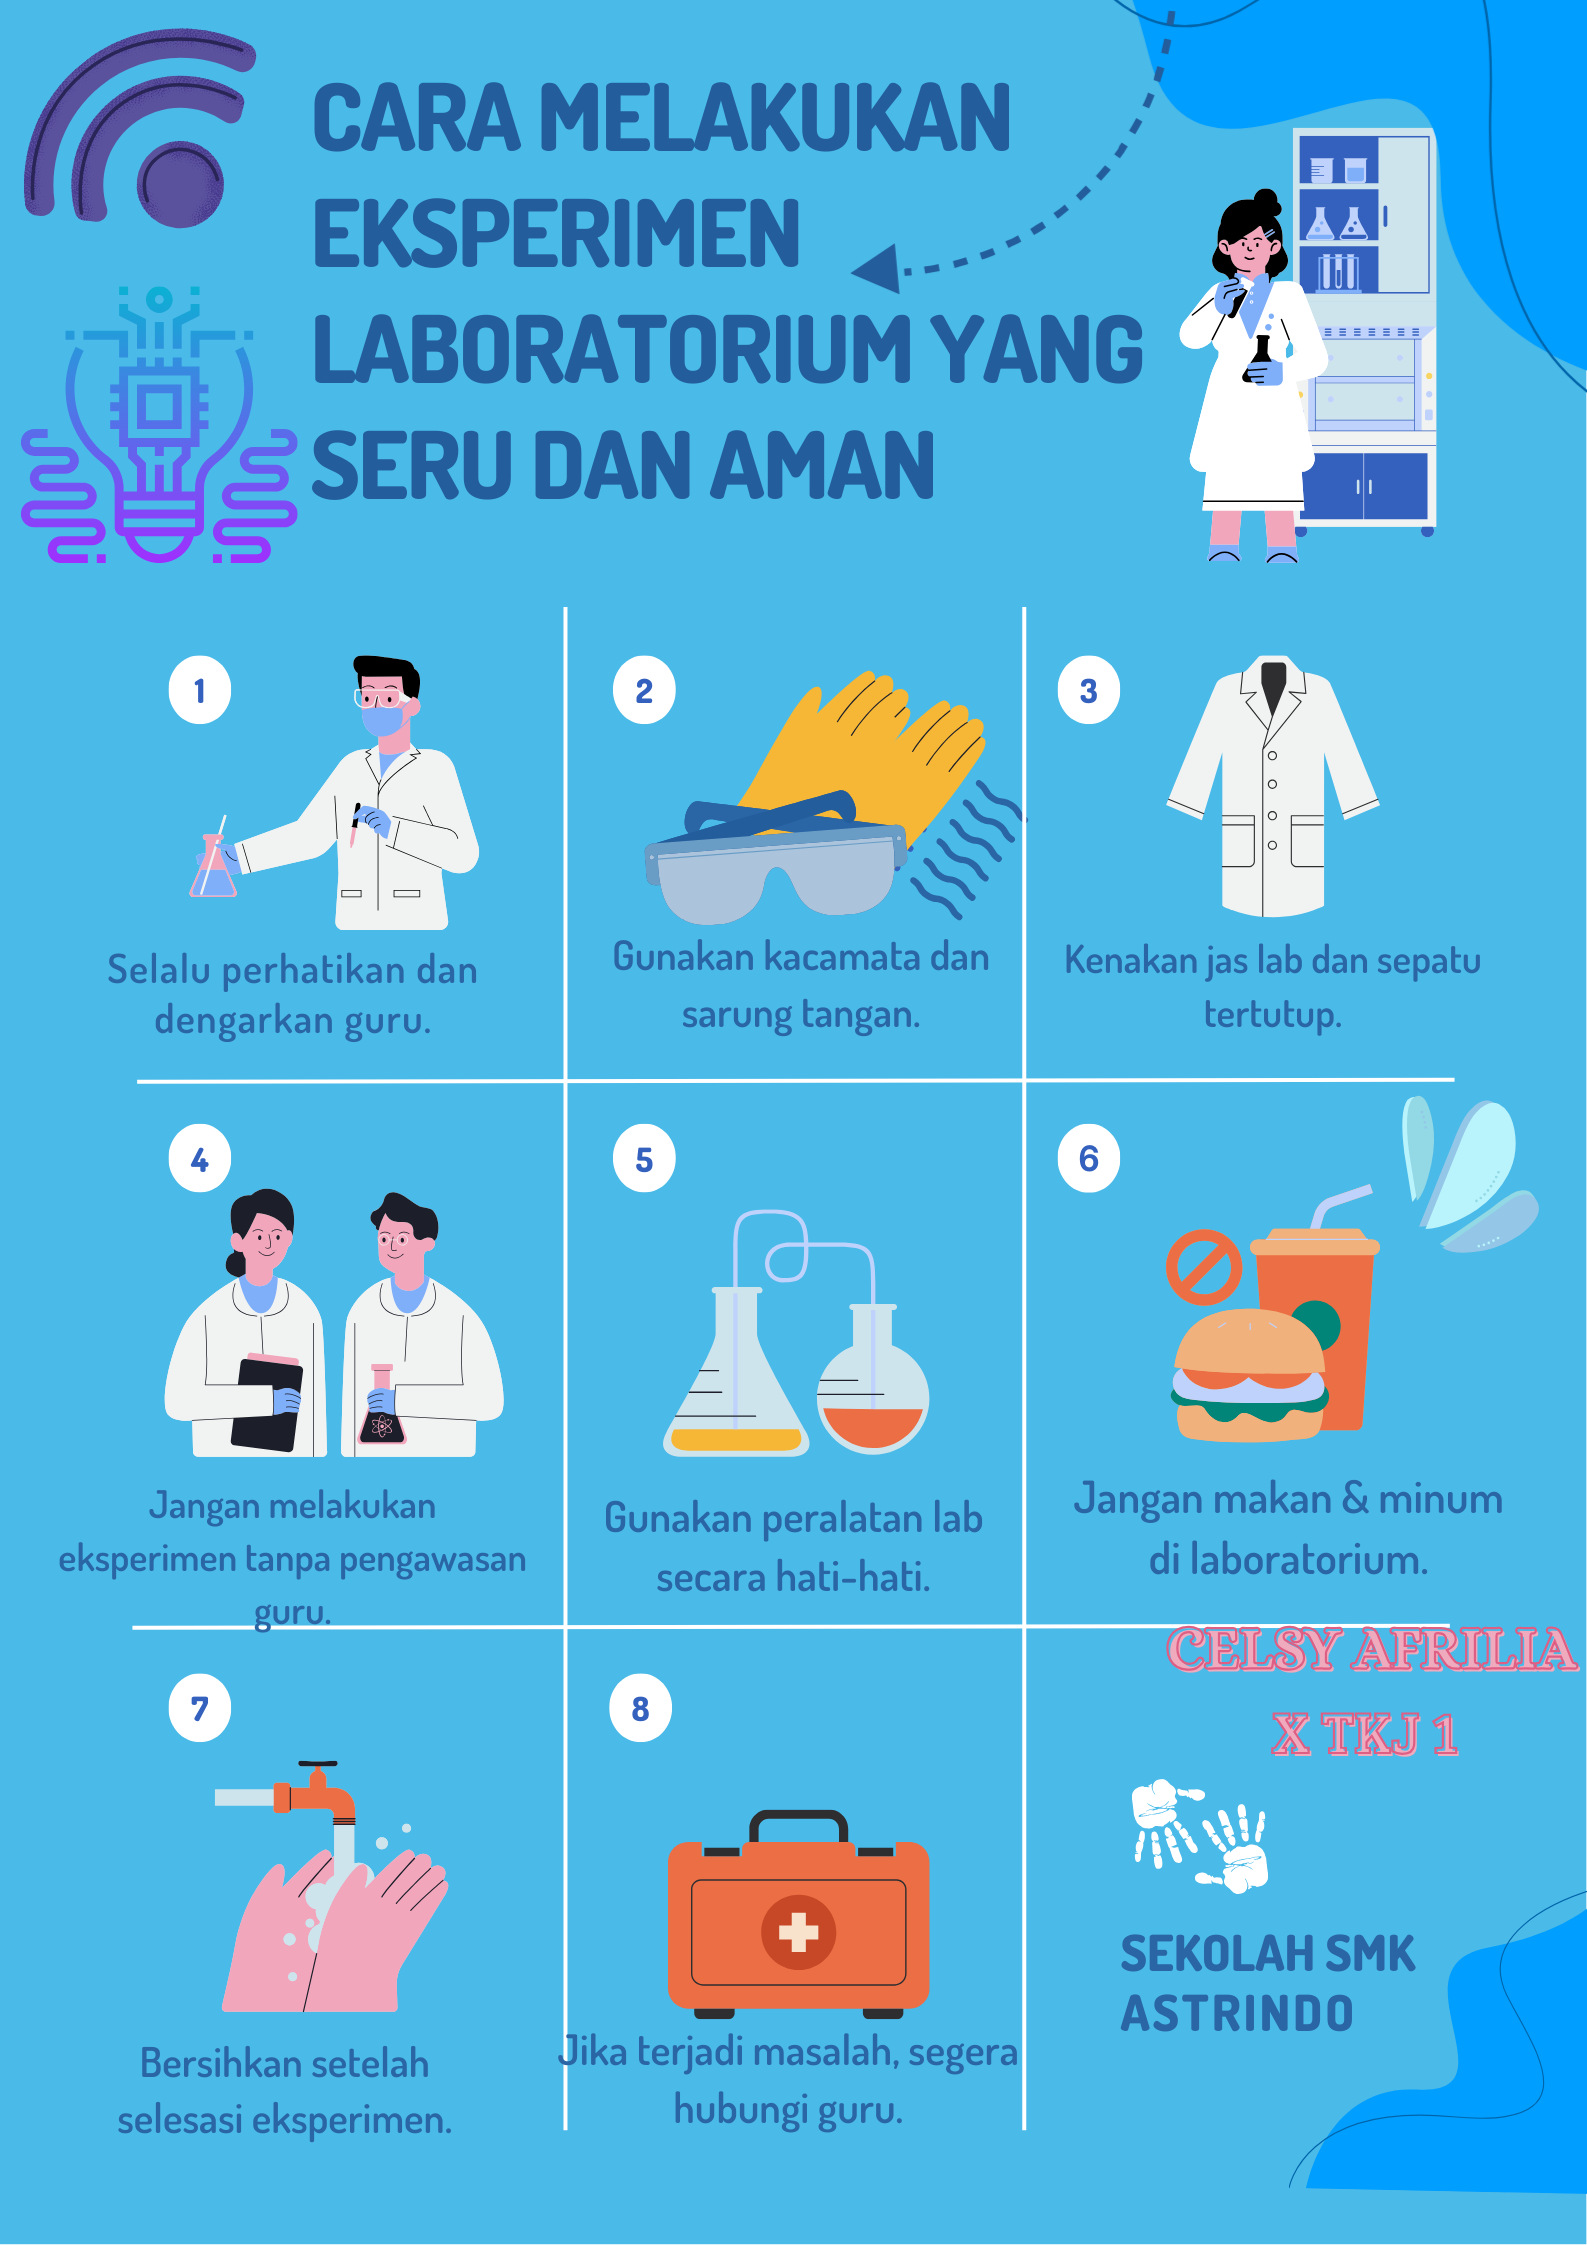 CARA MELAKUKAN
EKSPERIMEN
LABORATORIUM YANG
SERU DAN AMAN
1
Selalu perhatikan dan
dengarkan guru.
2
Gunakan kacamata dan
sarung tangan.
3
Kenakan jas lab dan sepatu
tertutup.
4
Jangan melakukan
eksperimen tanpa pengawasan
guru.
5
Gunakan peralatan lab
secara hati-hati.
6
Jangan makan & minum
di laboratorium.
7
Bersihkan setelah
selesasi eksperimen.
8
Jika terjadi masalah, segera
hubungi guru.
CELSY AFRILIA
X TKJ 1
SEKOLAH SMK
ASTRINDO